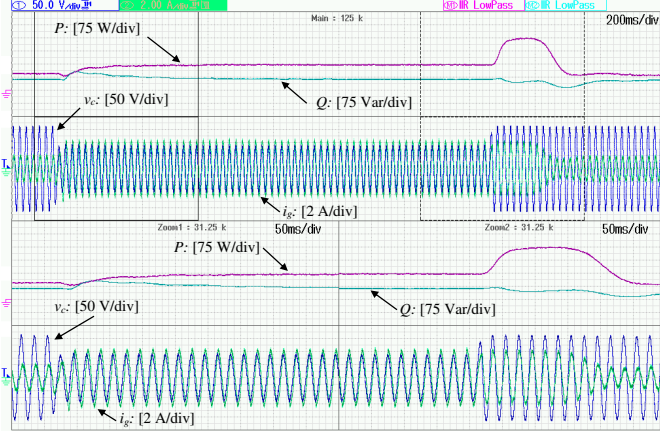 ① 50.0 V/div
② 2.00 A/div
IIR LowPass IIR LowPass
Main : 125 k
200ms/div
P: [75 W/div]
Q: [75 Var/div]
vc: [50 V/div]
ig: [2 A/div]
Zoom1 : 31.25 k
50ms/div
Zoom2 : 31.25 k
50ms/div
P: [75 W/div]
Q: [75 Var/div]
vc: [50 V/div]
ig: [2 A/div]